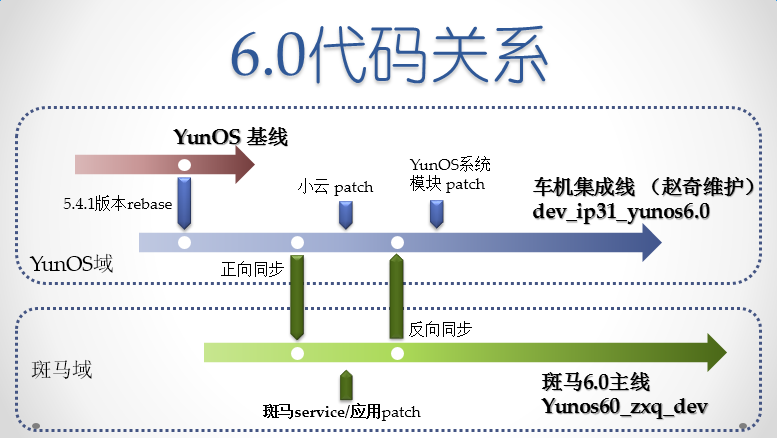 6.0代码关系
YunOS 基线
5.4.1版本rebase
小云 patch
YunOS系统
模块 patch
车机集成线 （赵奇维护）
dev_ip31_yunos6.0
YunOS域
正向同步
反向同步
斑马域
斑马6.0主线
Yunos60_zxq_dev
斑马service/应用patch